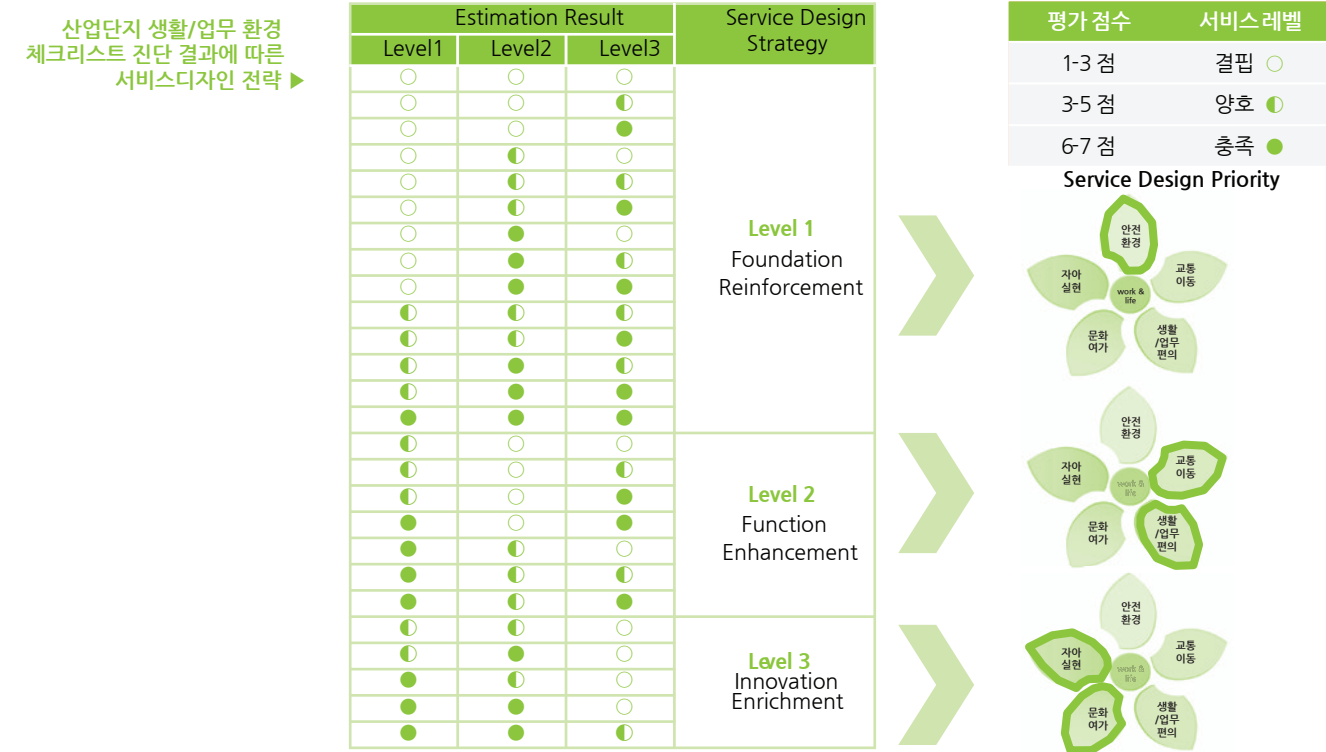 산업단지 생활/업무 환경
체크리스트 진단 결과에 따른
서비스디자인 전략 ▶
Estimation Result
Service Design
Strategy
Level1
Level2
Level3
○ ○ ○
○ ○ ◐
○ ○ ●
○ ◐ ○
○ ◐ ◐
○ ◐ ●
○ ● ○
○ ● ◐
○ ● ●
◐ ◐ ◐
◐ ◐ ●
◐ ● ◐
◐ ● ●
● ● ●
Level 1
Foundation
Reinforcement
◐ ○ ○
◐ ○ ◐
◐ ○ ●
● ○ ●
● ◐ ○
● ◐ ◐
● ◐ ●
Level 2
Function
Enhancement
◐ ◐ ○
◐ ● ○
● ◐ ○
● ● ○
● ● ◐
Level 3
Innovation
Enrichment
평가 점수 서비스 레벨
1-3 점 결핍 ○
3-5 점 양호 ◐
6-7 점 충족 ●
Service Design Priority
안전
환경
교통
이동
자아
실현
work &
life
문화
여가
생활
/업무
편의
안전
환경
교통
이동
자아
실현
work &
life
문화
여가
생활
/업무
편의
안전
환경
교통
이동
자아
실현
work &
life
문화
여가
생활
/업무
편의